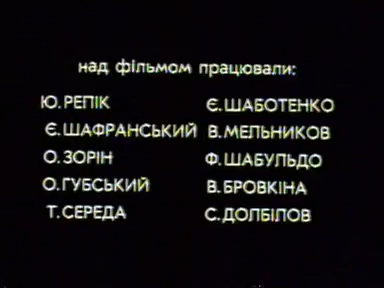 над фільмом працювали:
Ю. РЕПІК
Є. ШАФРАНСЬКИЙ
О. ЗОРІН
О. ГУБСЬКИЙ
Т. СЕРЕДА
Є. ШАБОТЕНКО
В. МЕЛЬНИКОВ
Ф. ШАБУЛЬДО
В. БРОВКІНА
С. ДОЛБІЛОВ